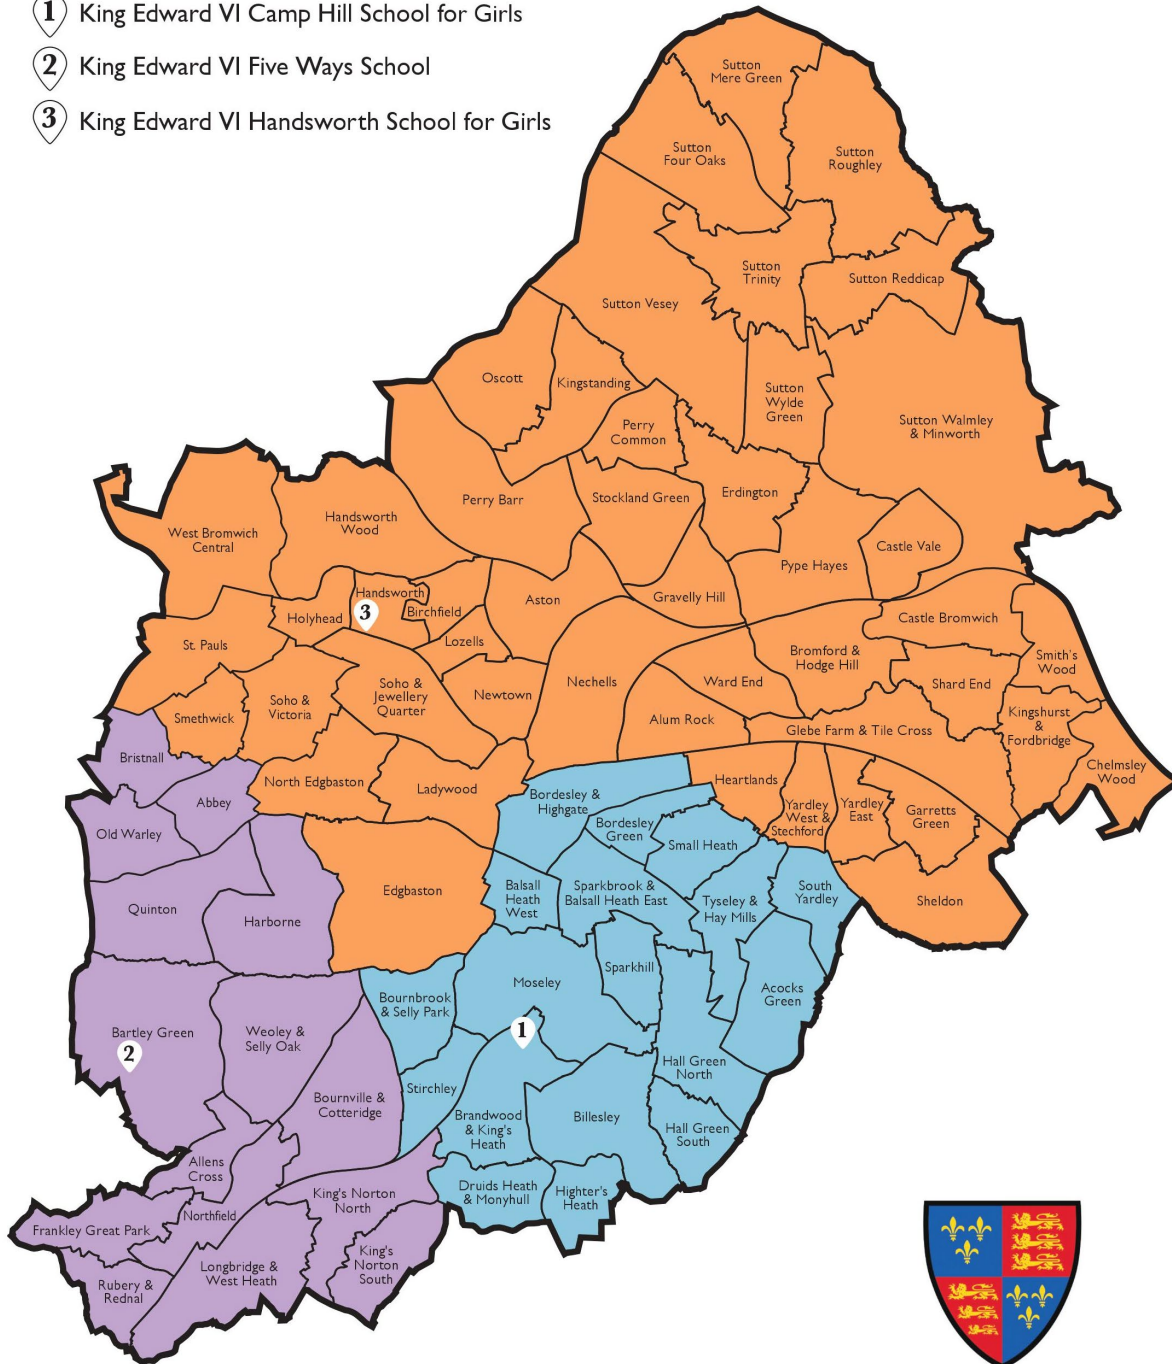 1 King Edward VI Camp Hill School for Girls
2 King Edward VI Five Ways School
3 King Edward VI Handsworth School for Girls
Sutton
Mere Green
Sutton
Four Oaks
Sutton
Roughley
Sutton
Trinity
Sutton Reddicap
Sutton Vesey
Oscott
Kingstanding
Sutton
Wylde
Green
Sutton Walmley
& Minworth
Perry
Common
Perry Barr
Stockland Green
Erdington
Handsworth
Wood
West Bromwich
Central
Castle Vale
Pype Hayes
Handsworth
3
Holyhead
Birchfield
Aston
Gravelly Hill
Castle Bromwich
St. Pauls
Lozells
Bromford &
Hodge Hill
Smith's
Wood
Nechells
Ward End
Shard End
Soho &
Jewellery
Quarter
Newtown
Soho &
Victoria
Smethwick
Alum Rock
Glebe Farm & Tile Cross
Kingshurst
&
Fordbridge
Chelmsley
Wood
Bristnall
North Edgbaston
Ladywood
Heartlands
Abbey
Bordesley &
Highgate
Yardley
West &
Stechford
Yardley
East
Garretts
Green
Old Warley
Bordesley
Green
Small Heath
Edgbaston
Balsall
Heath
West
Sparkbrook &
Balsall Heath East
Tyseley &
Hay Mills
South
Yardley
Sheldon
Quinton
Harborne
Sparkhill
Moseley
Acocks
Green
Bournbrook
& Selly Park
Bartley Green
2
Weoley &
Selly Oak
1
Hall Green
North
Stirchley
Bournville &
Cotteridge
Brandwood
& King's
Heath
Billesley
Hall Green
South
Allens
Cross
Druids Heath
& Monyhull
Highter's
Heath
King's Norton
North
Northfield
Frankley Great Park
King's
Norton
South
Longbridge &
West Heath
Rubery &
Rednal